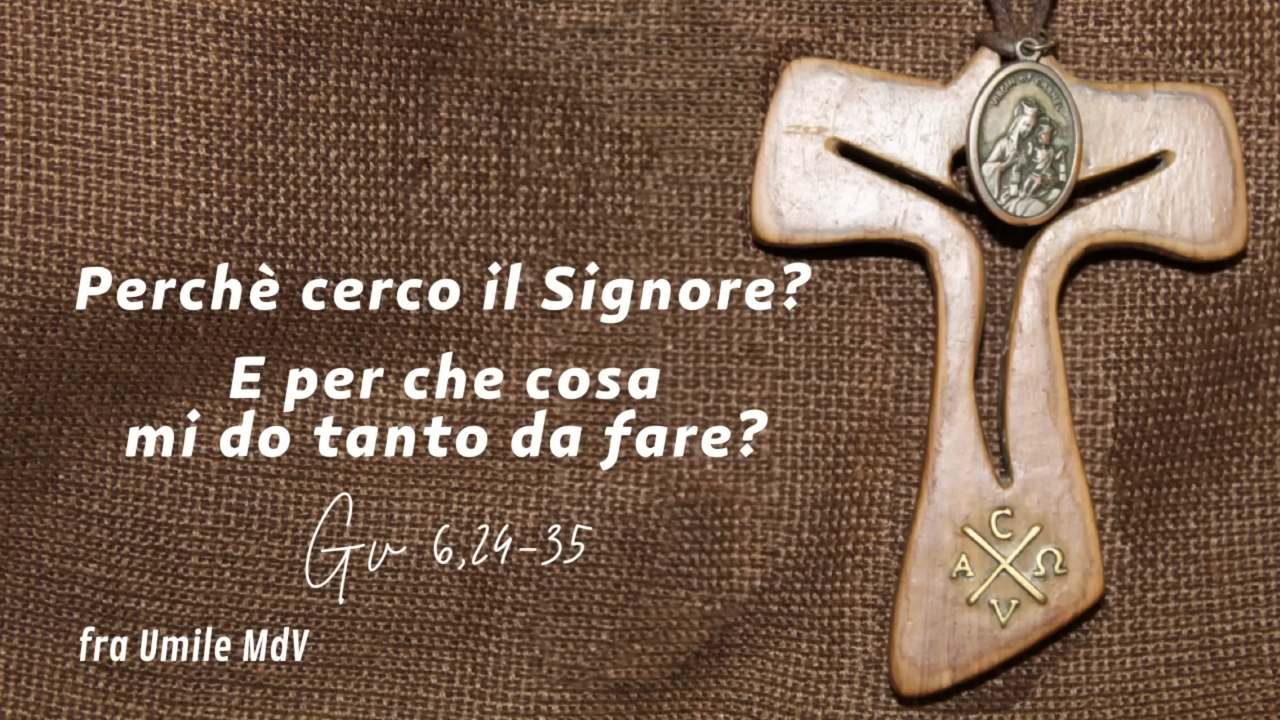 Perchè cerco il Signore?
E per che cosa
mi do tanto da fare?
Gv 6,24-35
fra Umile MdV
C
A Ω
V